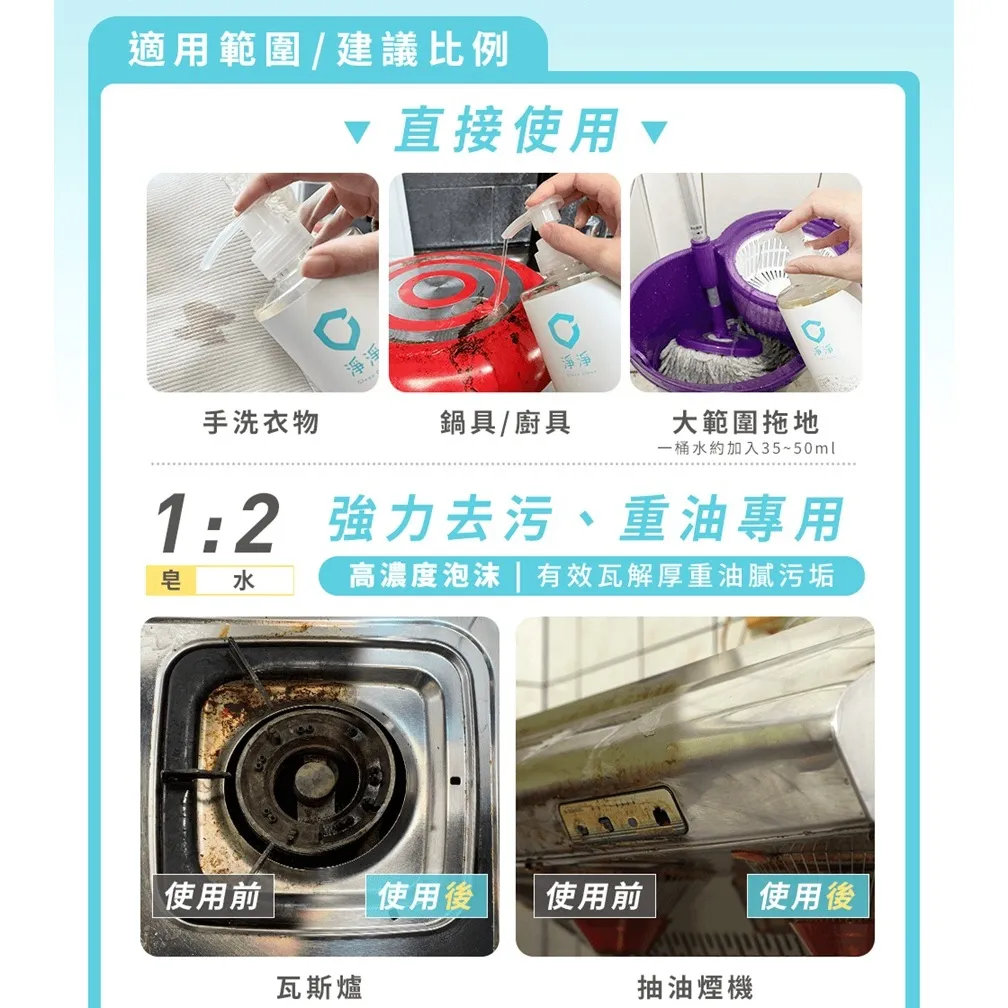 適用範圍/建議比例
▼ 直接使用 ▼
淨淨
淨淨
淨淨
手洗衣物
鍋具/廚具
大範圍拖地
一桶水約加入35~50ml
1:2
皂 水
強力去污、重油專用
高濃度泡沫|有效瓦解厚重油膩污垢
使用前
使用後
使用前
使用後
瓦斯爐
抽油煙機